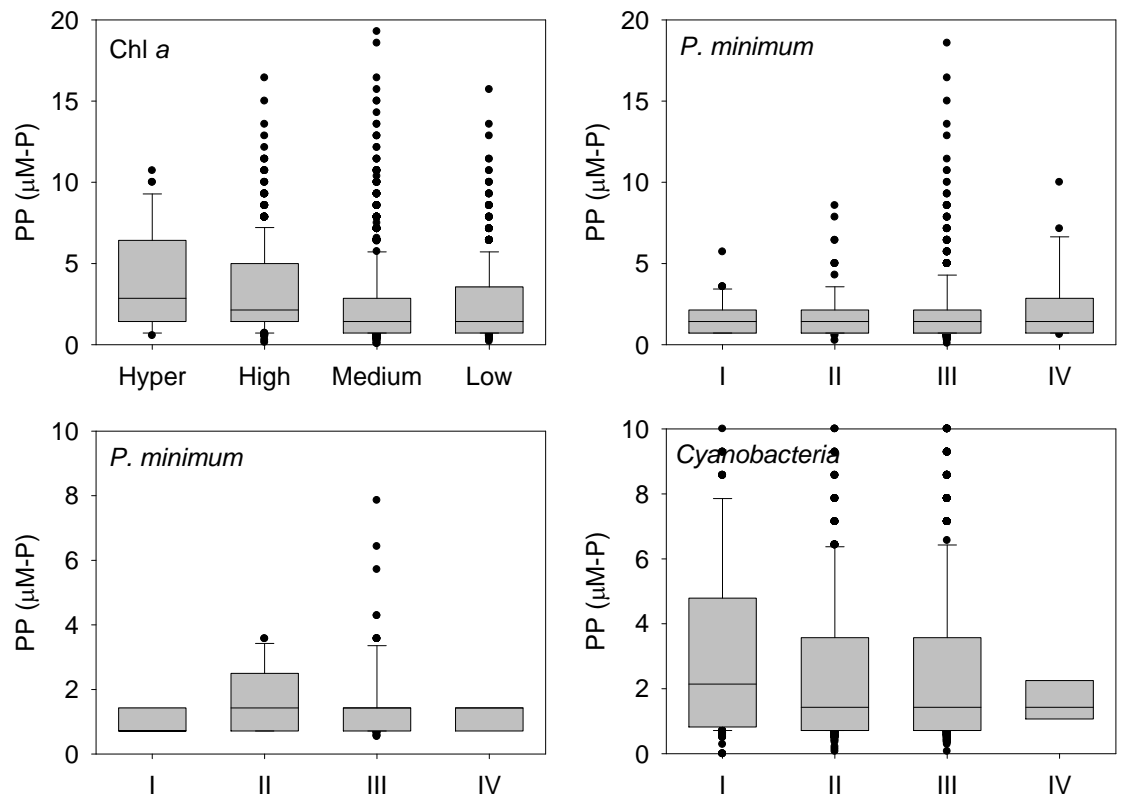 20
15
10
5
0
PP (μM-P)
Chl a
Hyper High Medium Low
20
15
10
5
0
PP (μM-P)
P. minimum
I II III IV
10
8
6
4
2
0
PP (μM-P)
P. minimum
I II III IV
10
8
6
4
2
0
PP (μM-P)
Cyanobacteria
I II III IV